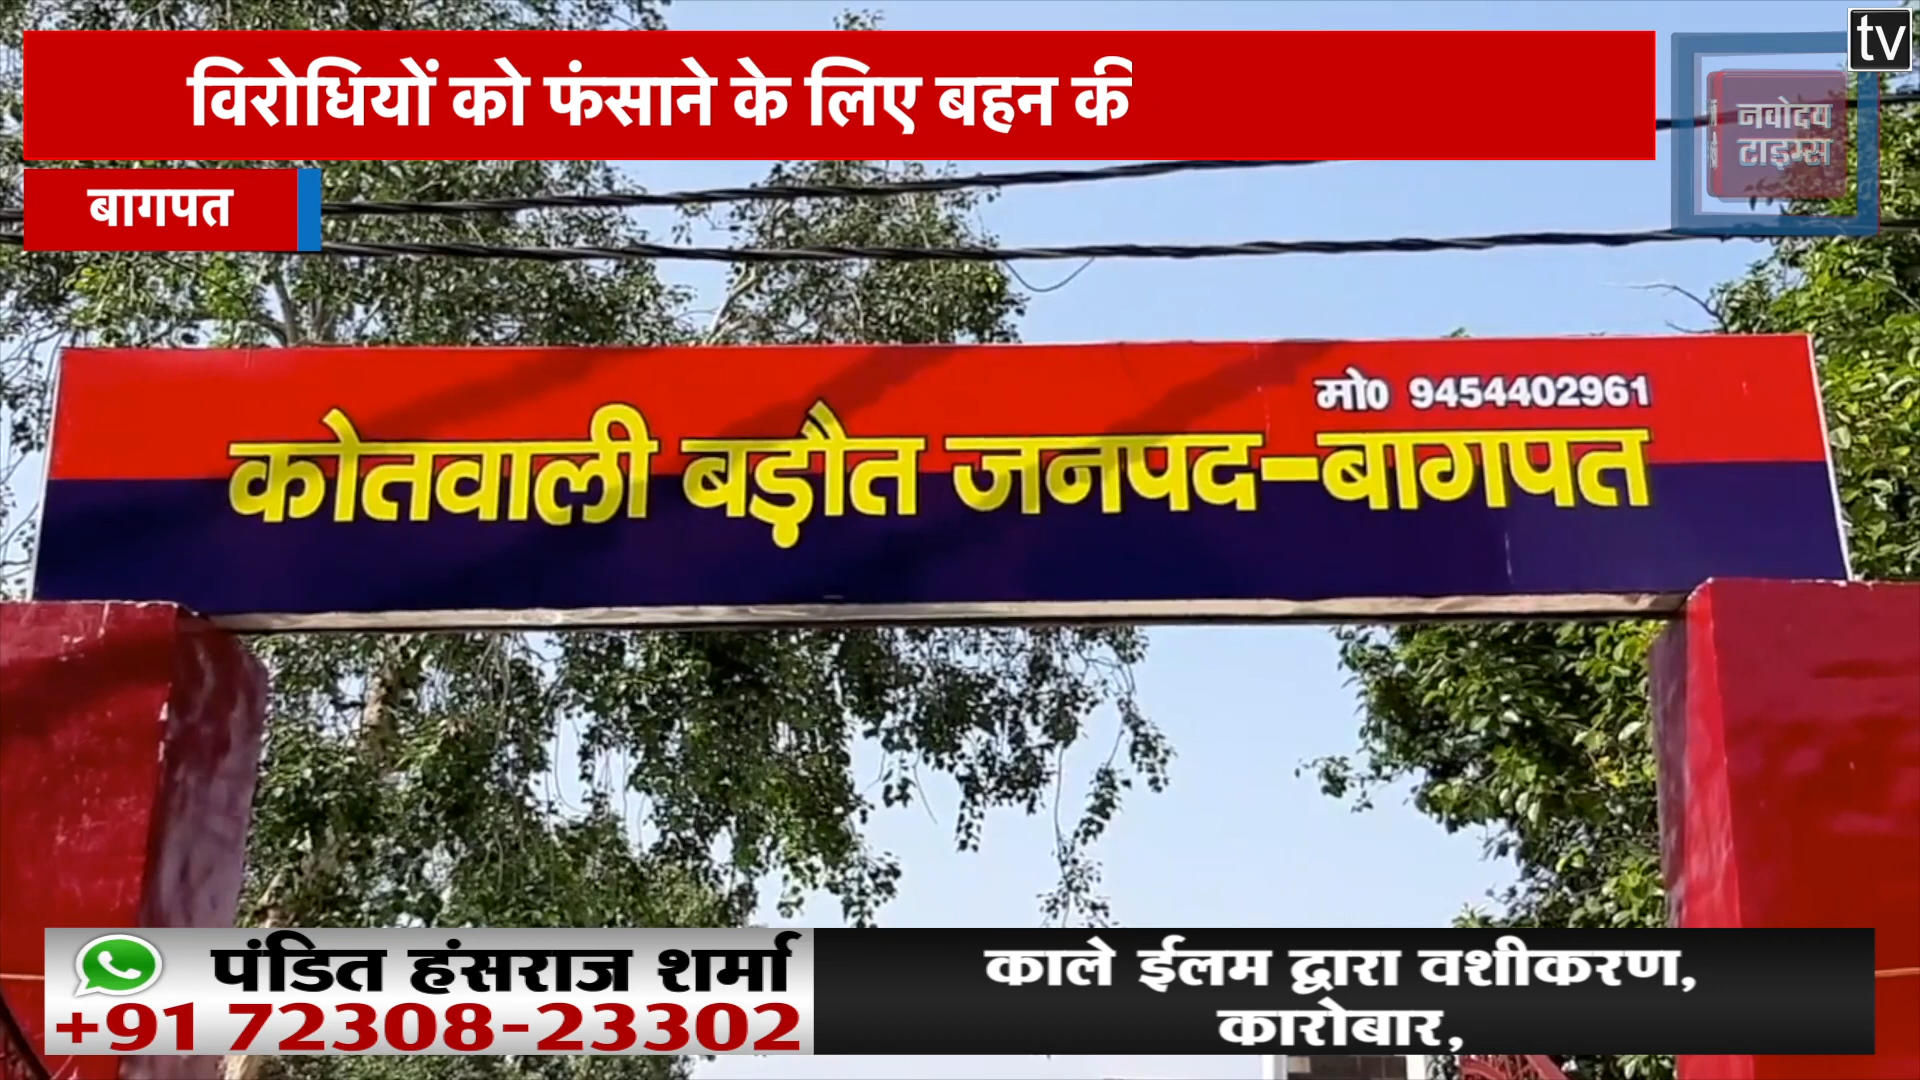 विरोधियों को फंसाने के लिए बहन की
tv
नवोदय
टाइम्स
बागपत
मो0 9454402961
कोतवाली बड़ौत जनपद-बागपत
पंडित हंसराज शर्मा
+91 72308-23302
काले ईलम द्वारा वशीकरण,
कारोबार,